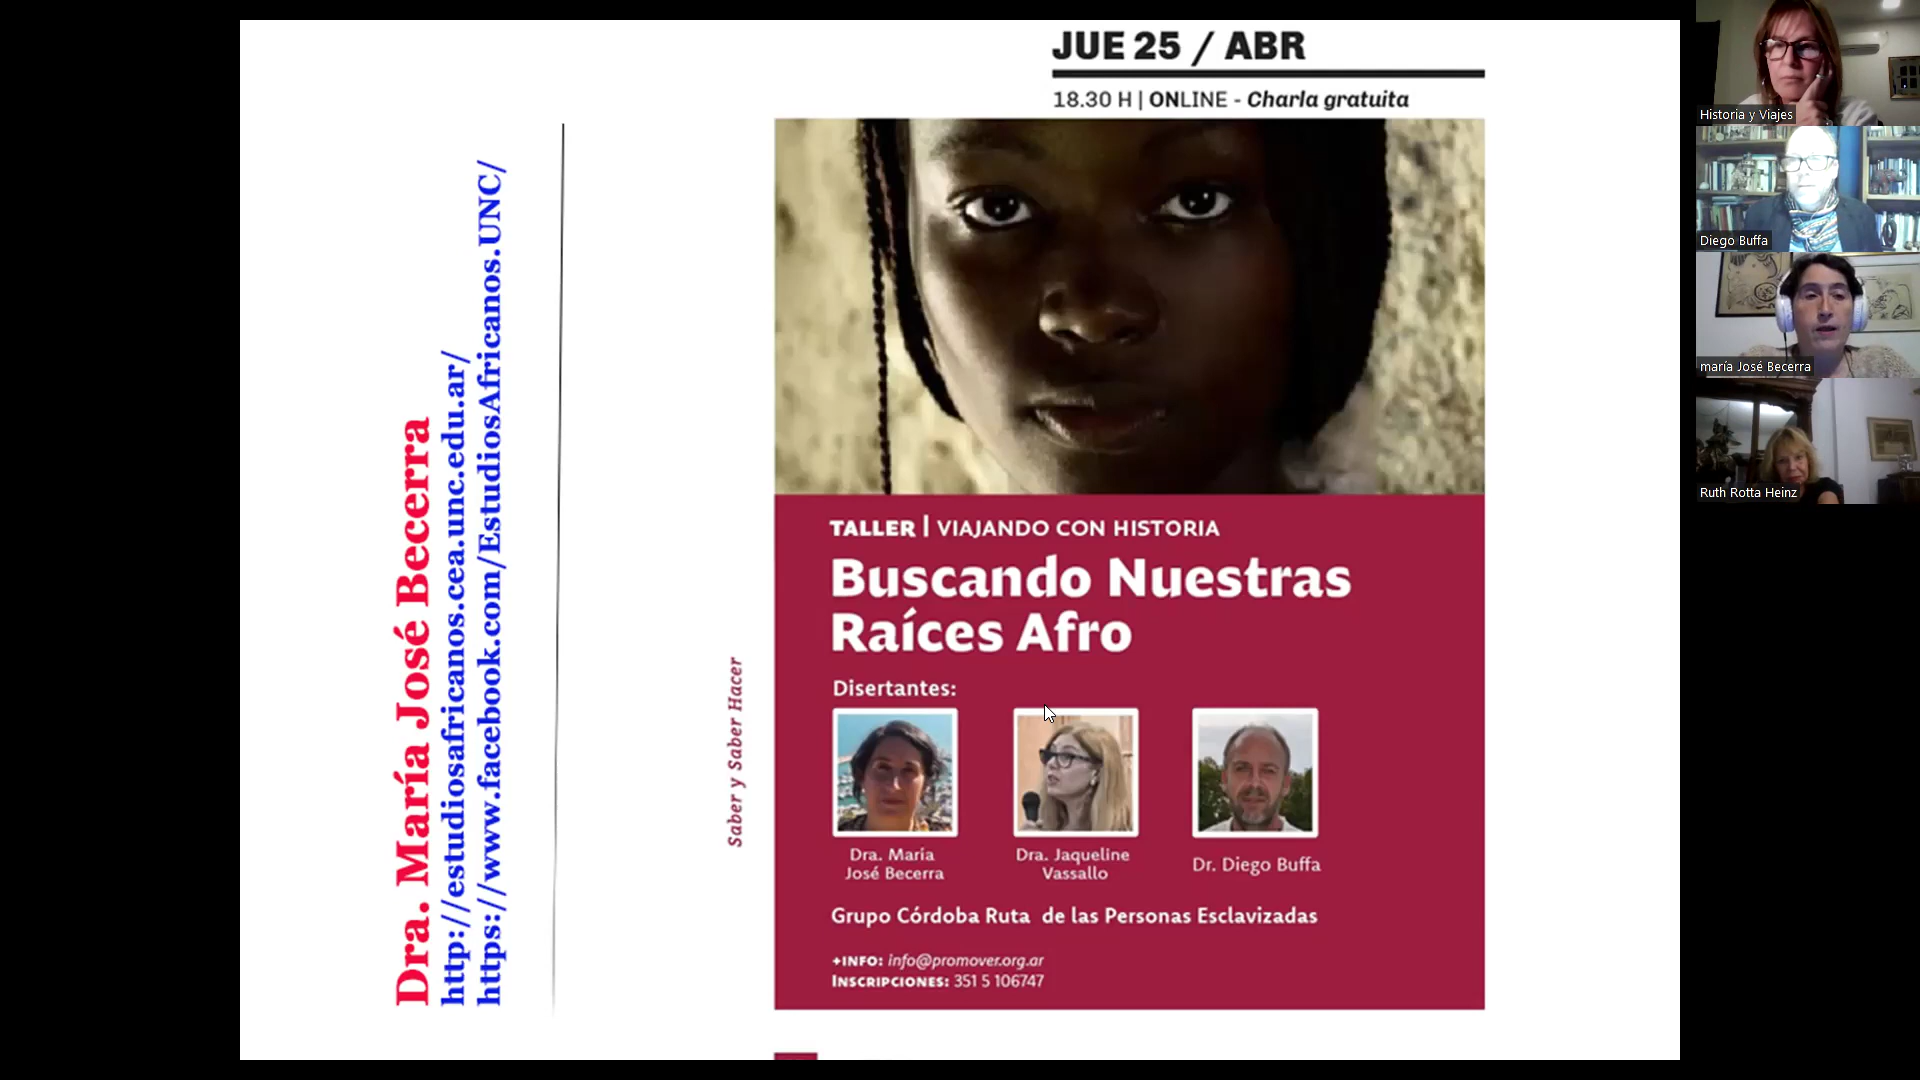 Dra. María José Becerra
http://estudiosafricanos.cea.unc.edu.ar/
https://www.facebook.com/EstudiosAfricanos.UNC/
JUE 25 / ABR
18.30 H | ONLINE - Charla gratuita
TALLER | VIAJANDO CON HISTORIA
Buscando Nuestras
Raíces Afro
Saber y Saber Hacer
Disertantes:
Dra. Maria
José Becerra
Dra. Jaqueline
Vassallo
Dr. Diego Buffa
Grupo Córdoba Ruta de las Personas Esclavizadas
+INFO: info@promover.org.ar
INSCRIPCIONES: 351 5 106747
Historia y Viajes
Diego Buffa
maría José Becerra
Ruth Rotta Heinz